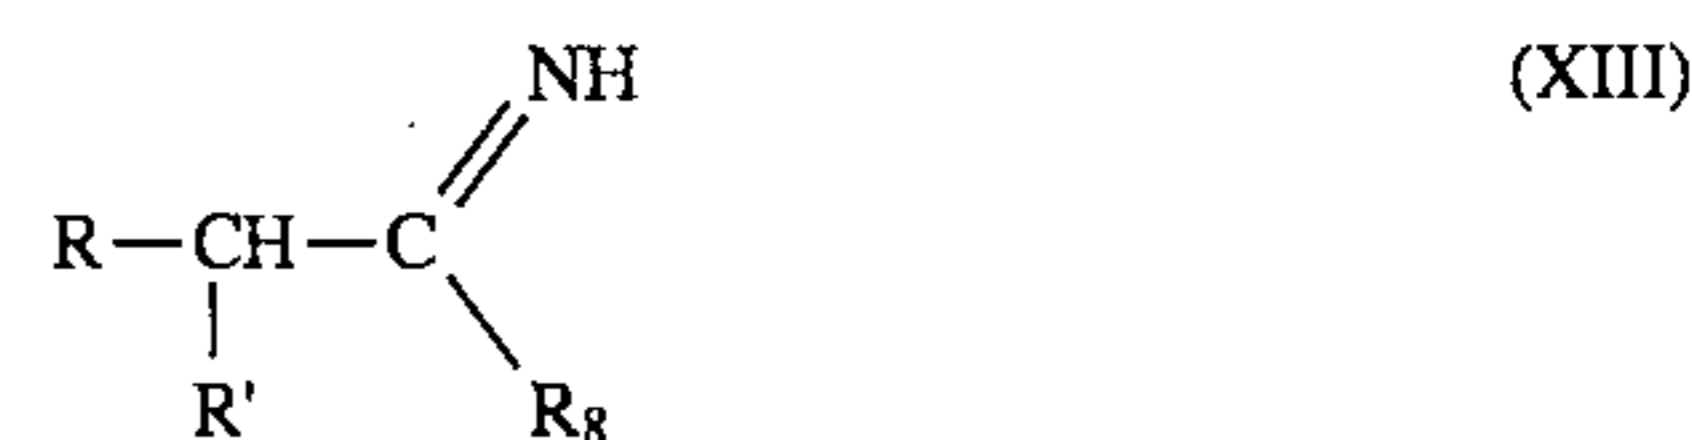 NH (XIII)
R—CH—C
R' R₈